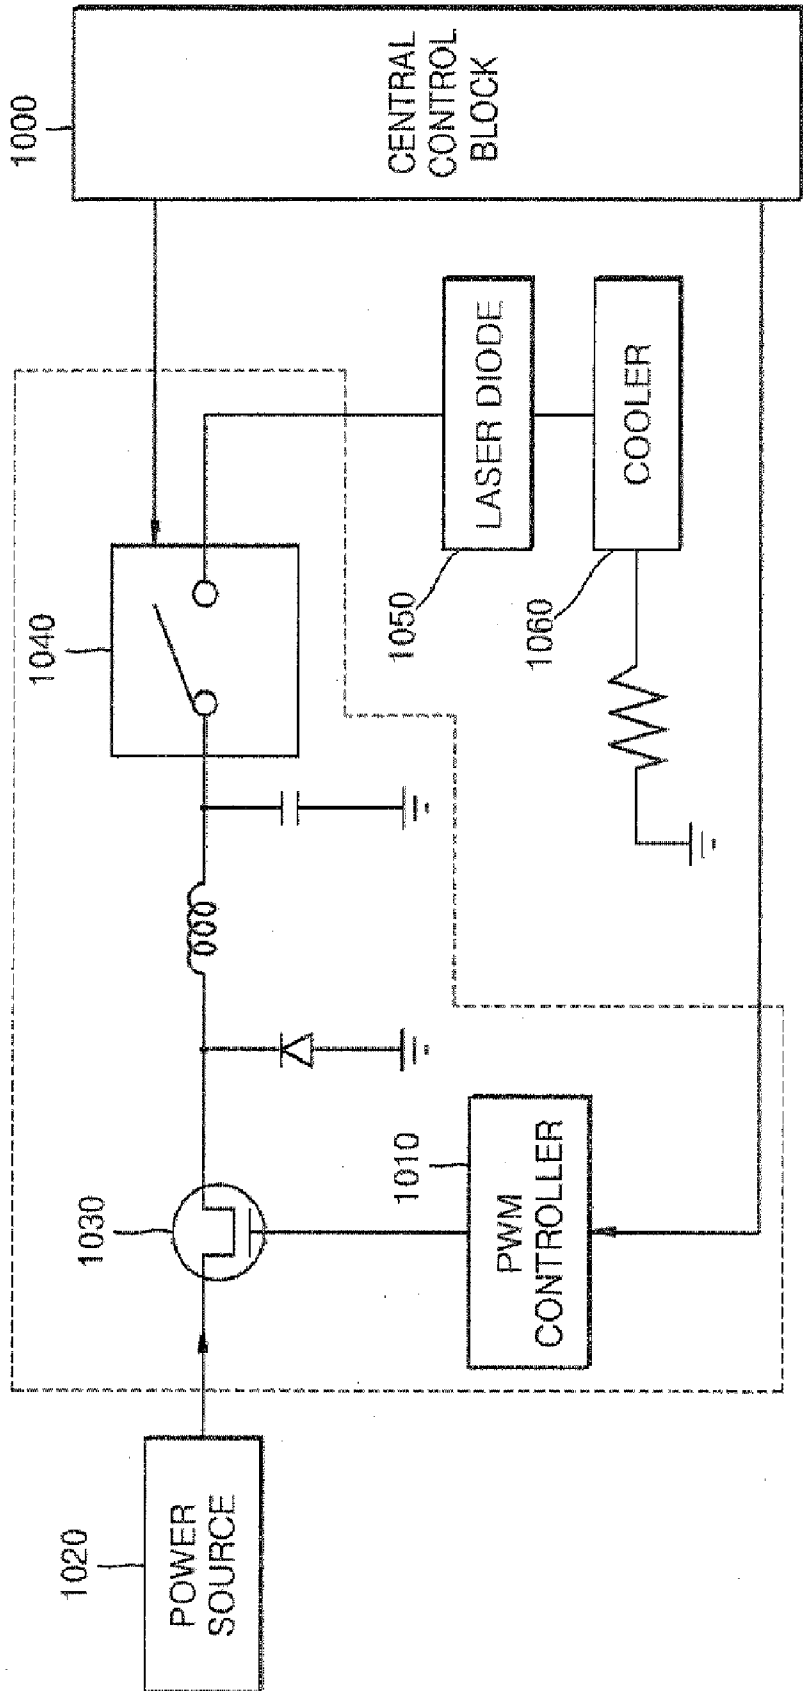 1020
POWER
SOURCE
1030
1010
PWM
CONTROLLER
1040
1050
LASER DIODE
1060
COOLER
1000
CENTRAL
CONTROL
BLOCK